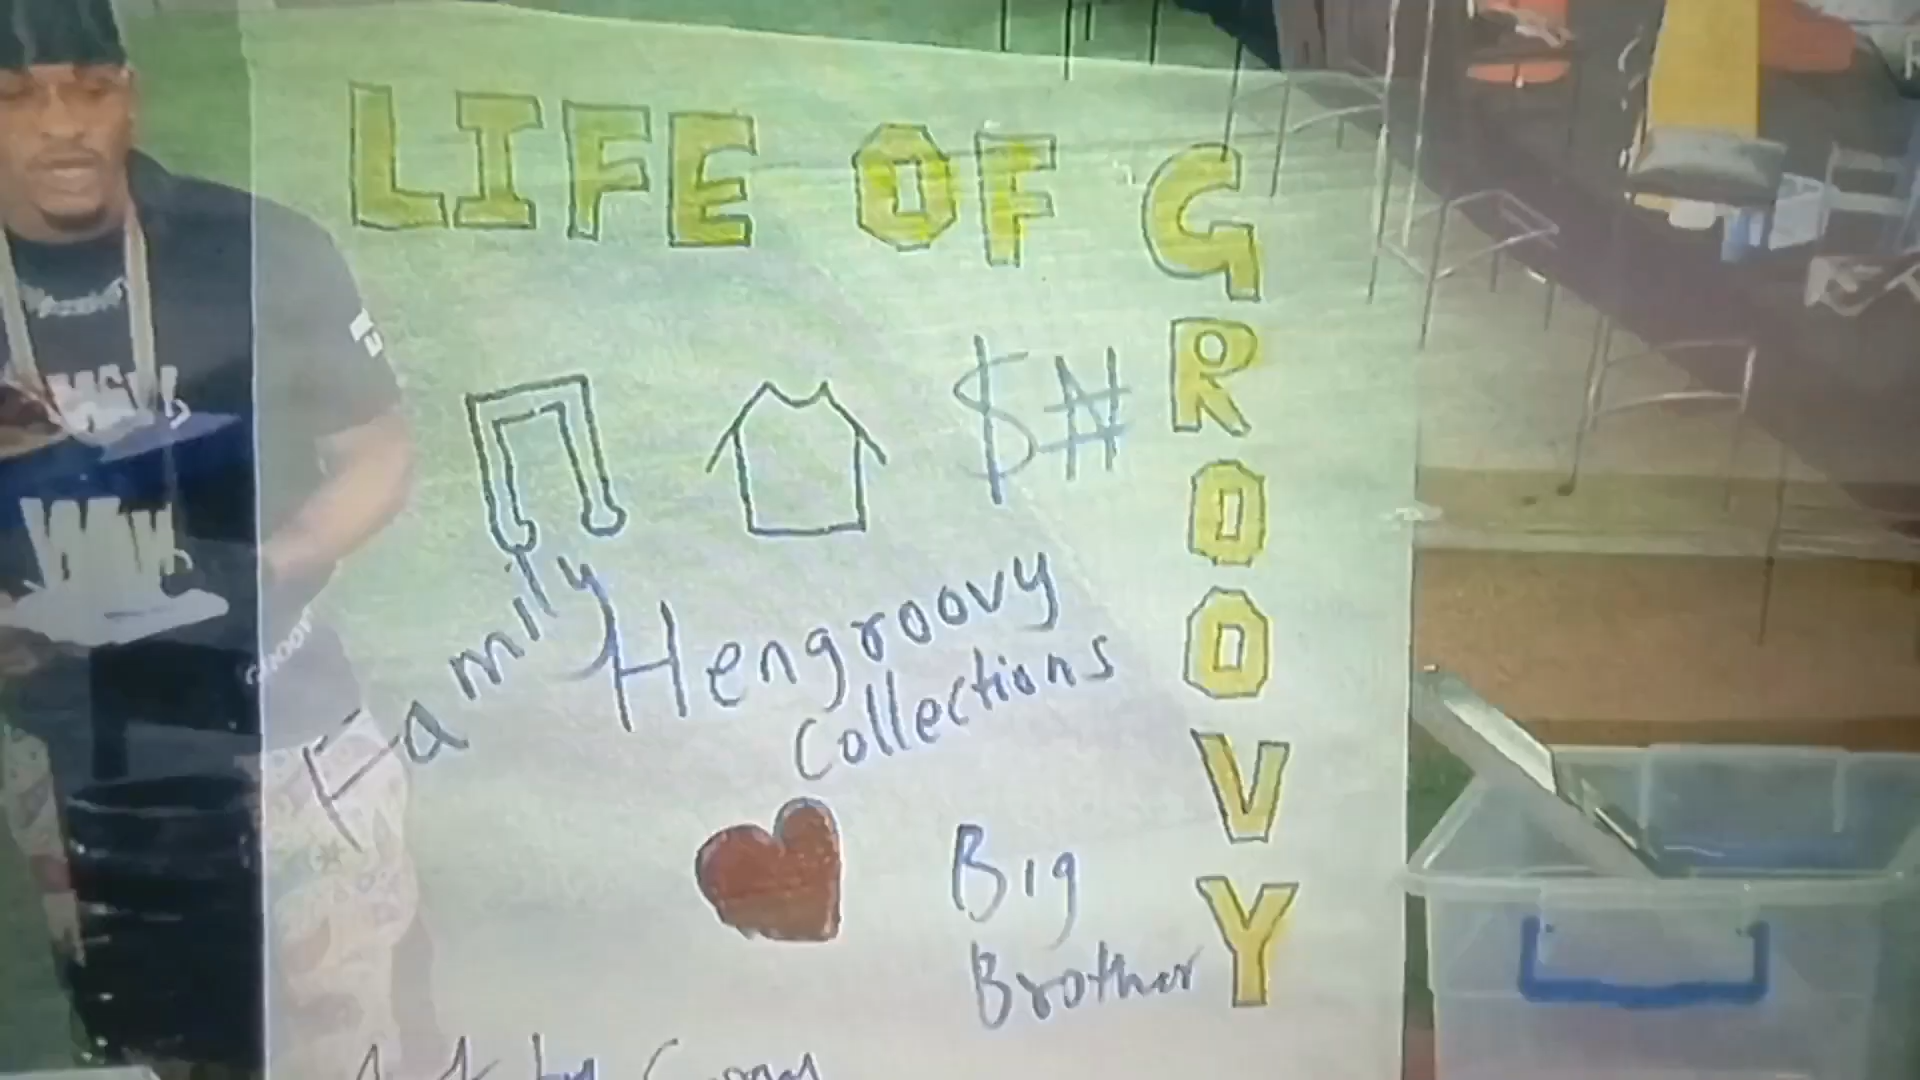 LIFE OF GROOVY
$₦
Family
Hengroovy
Collections
Big
Brother